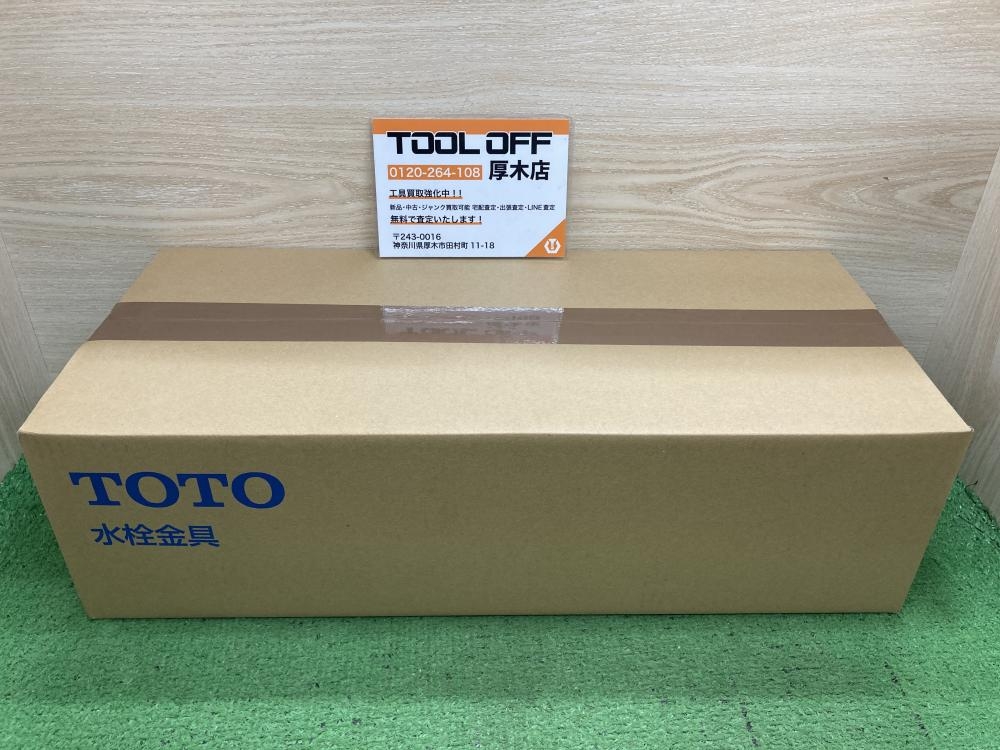 TOOL OFF
0120-264-108 厚木店
工具買取強化中!!
新品・中古・ジャンク買取可能 宅配査定・出張査定・LINE査定
無料で査定いたします!
〒243-0016
神奈川県厚木市田村町11-18
TOTO
水栓金具